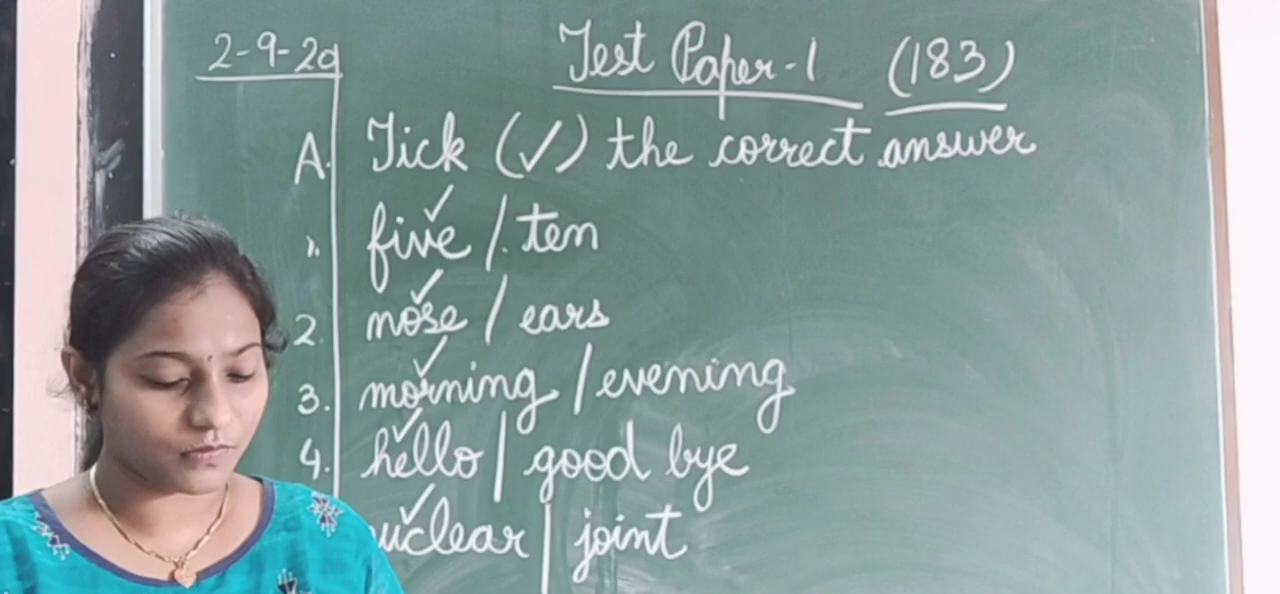 2-9-20
Test Paper-1 (183)
A. Tick (✓) the correct answer
1. five ✓ / ten
2. nose ✓ / ears
3. morning ✓ / evening
4. hello ✓ / good bye
nuclear ✓ / joint